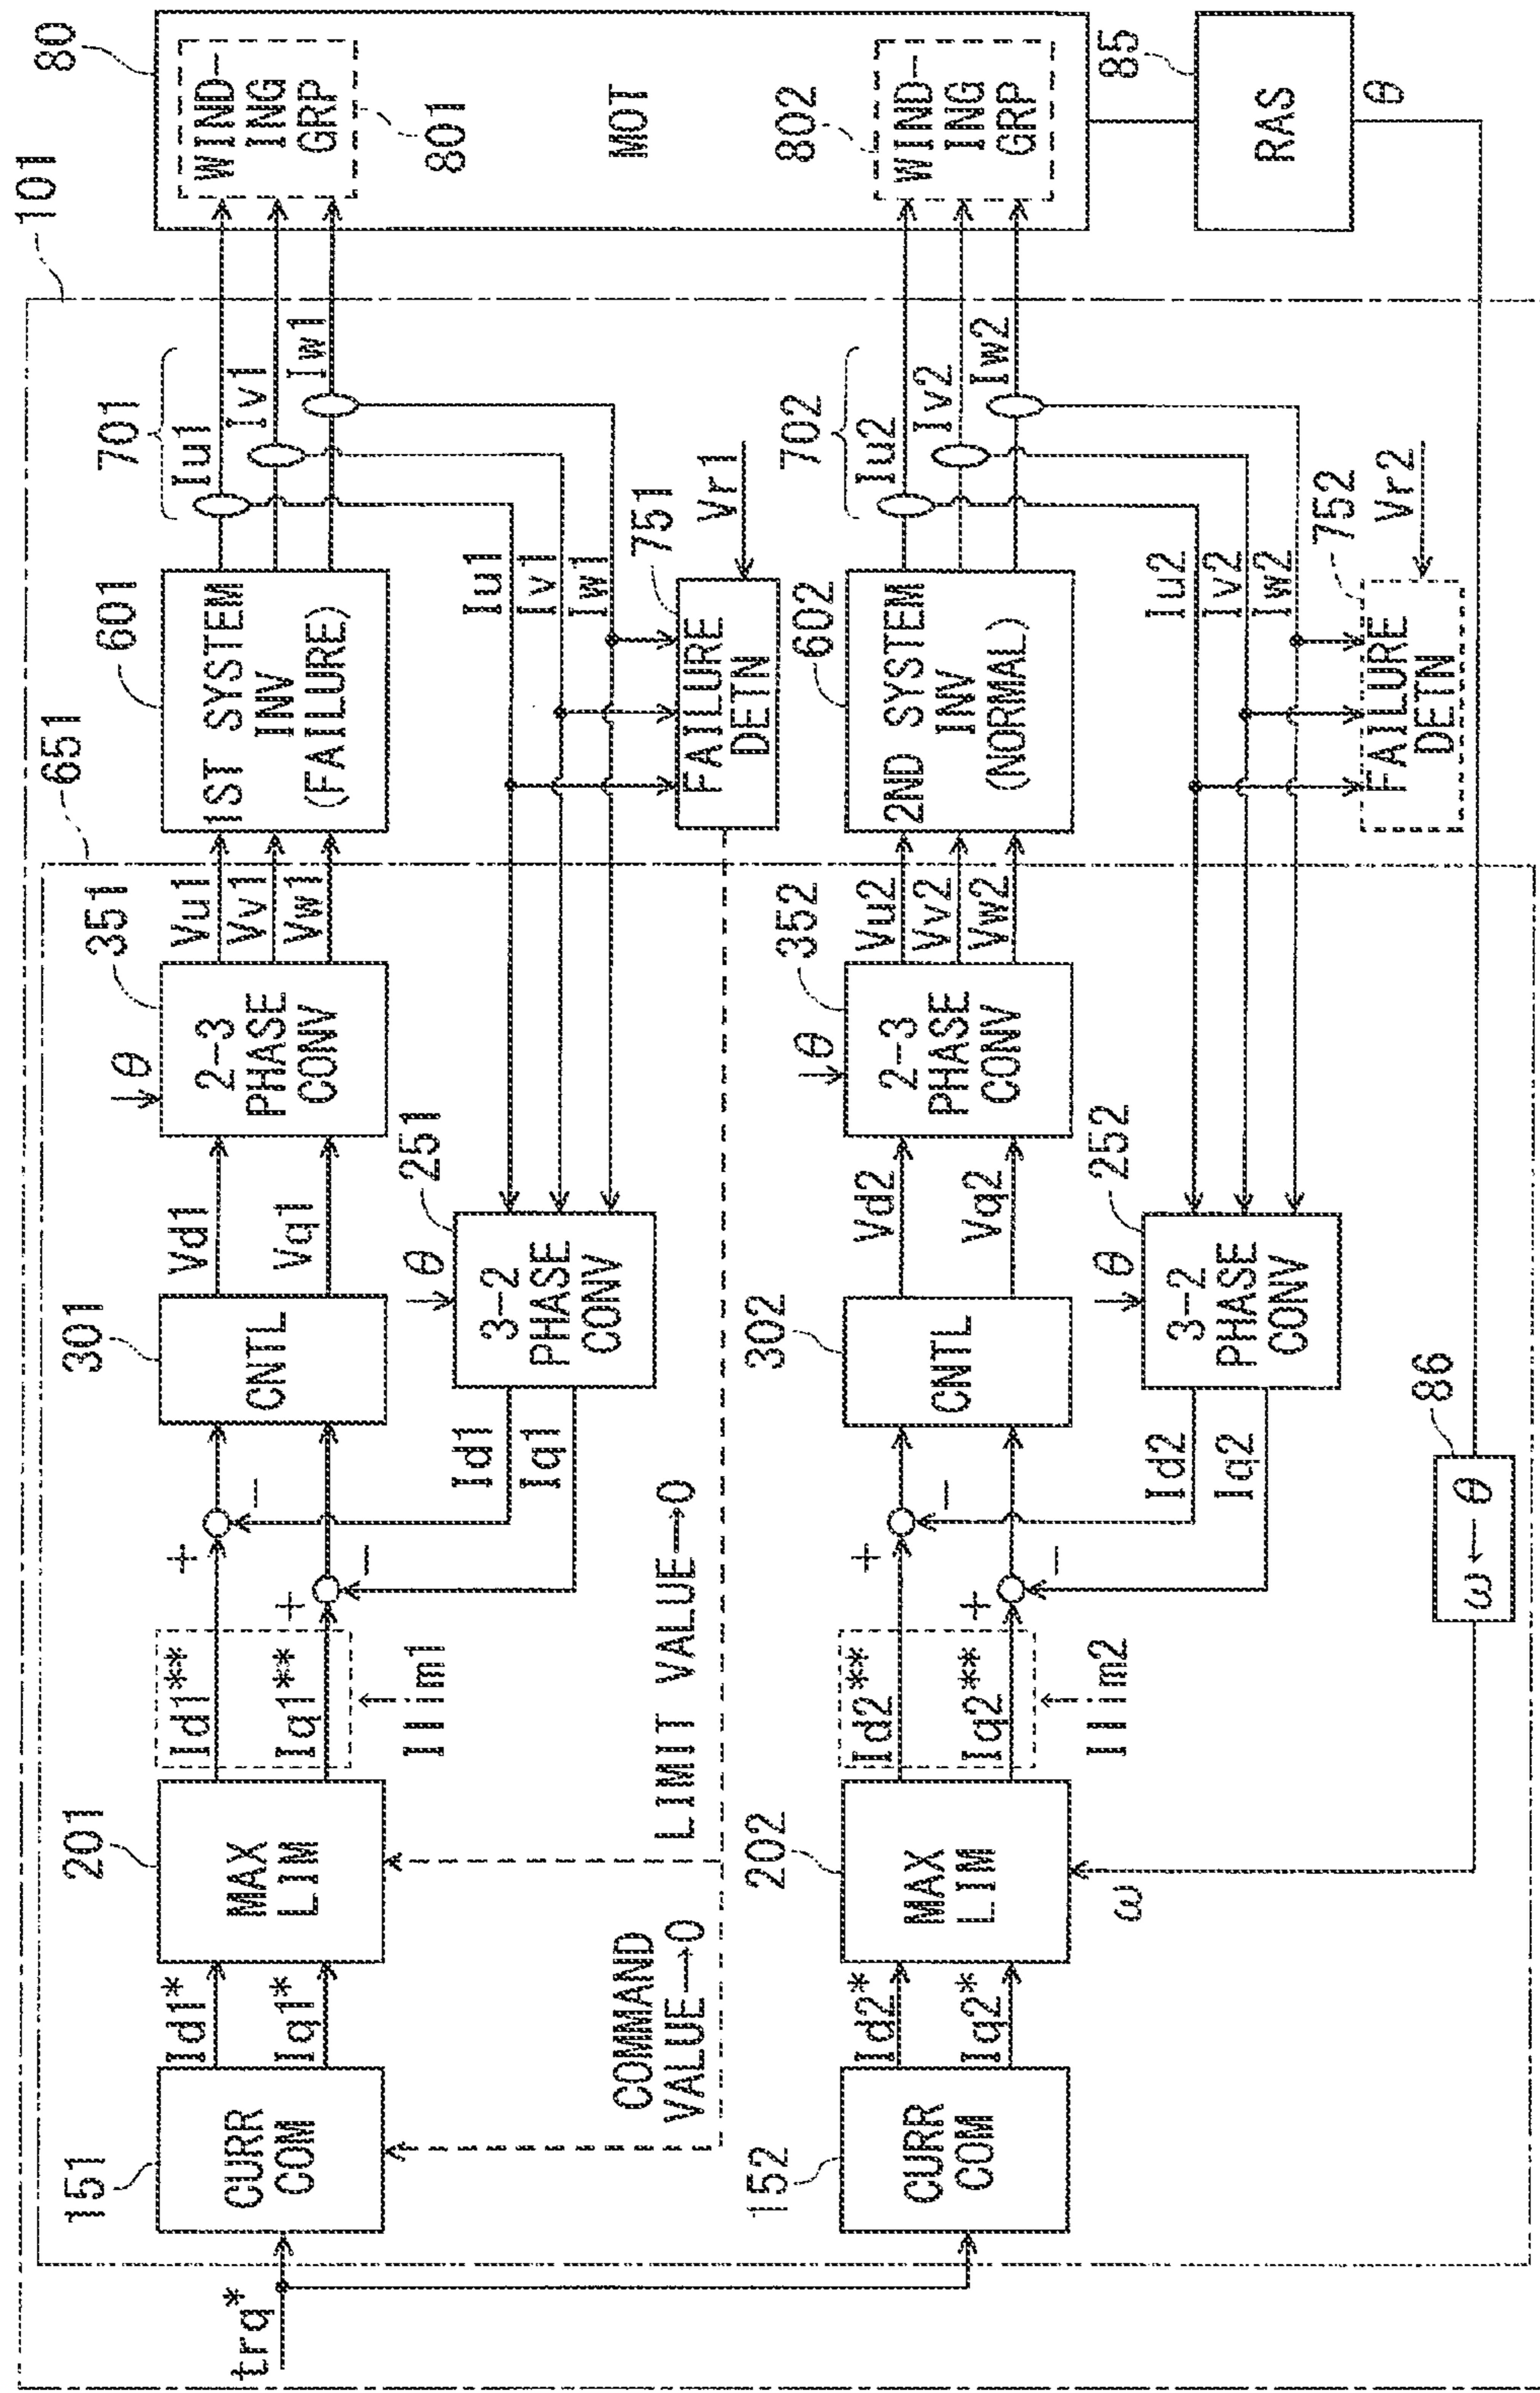 101
80
WIND-
ING
GRP
801
MOT
WIND-
ING
GRP
802
85
RAS
θ
651
601
1ST SYSTEM
INV
(FAILURE)
701
Iu1
Iv1
Iw1
Iu1
Iv1
Iw1
751
Vr1
FAILURE
DETN
351
θ
2-3
PHASE
CONV
Vu1
Vv1
Vw1
301
CNTL
Vd1
Vq1
251
θ
3-2
PHASE
CONV
Id1
Iq1
+
-
+
-
Id1**
Iq1**
Ilim1
201
MAX
LIM
Id1*
Iq1*
151
CURR
COM
trq*
COMMAND
VALUE→0
LIMIT VALUE→0
602
2ND SYSTEM
INV
(NORMAL)
702
Iu2
Iv2
Iw2
Iu2
Iv2
Iw2
752
Vr2
FAILURE
DETN
352
θ
2-3
PHASE
CONV
Vu2
Vv2
Vw2
302
CNTL
Vd2
Vq2
252
θ
3-2
PHASE
CONV
Id2
Iq2
+
-
+
-
Id2**
Iq2**
Ilim2
202
MAX
LIM
ω
Id2*
Iq2*
152
CURR
COM
86
ω←θ